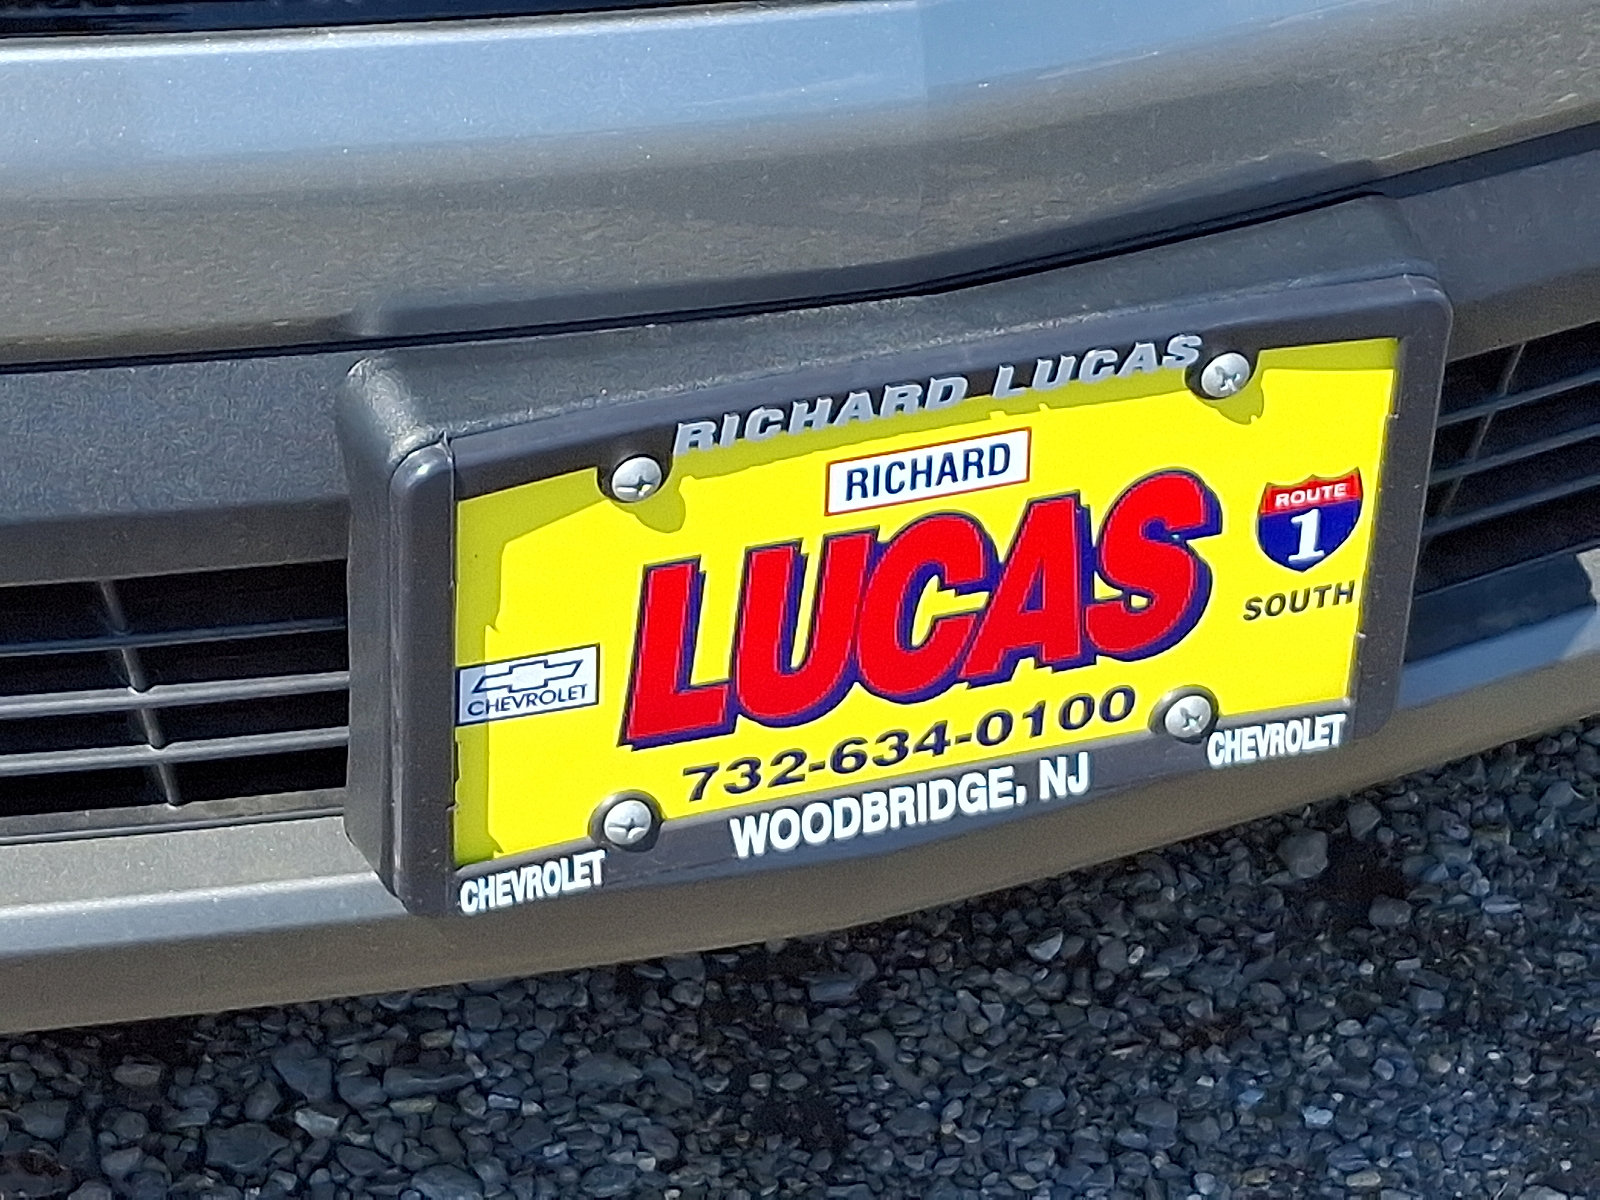 RICHARD LUCAS
RICHARD
LUCAS
ROUTE
1
SOUTH
CHEVROLET
732-634-0100
WOODBRIDGE, NJ
CHEVROLET
CHEVROLET